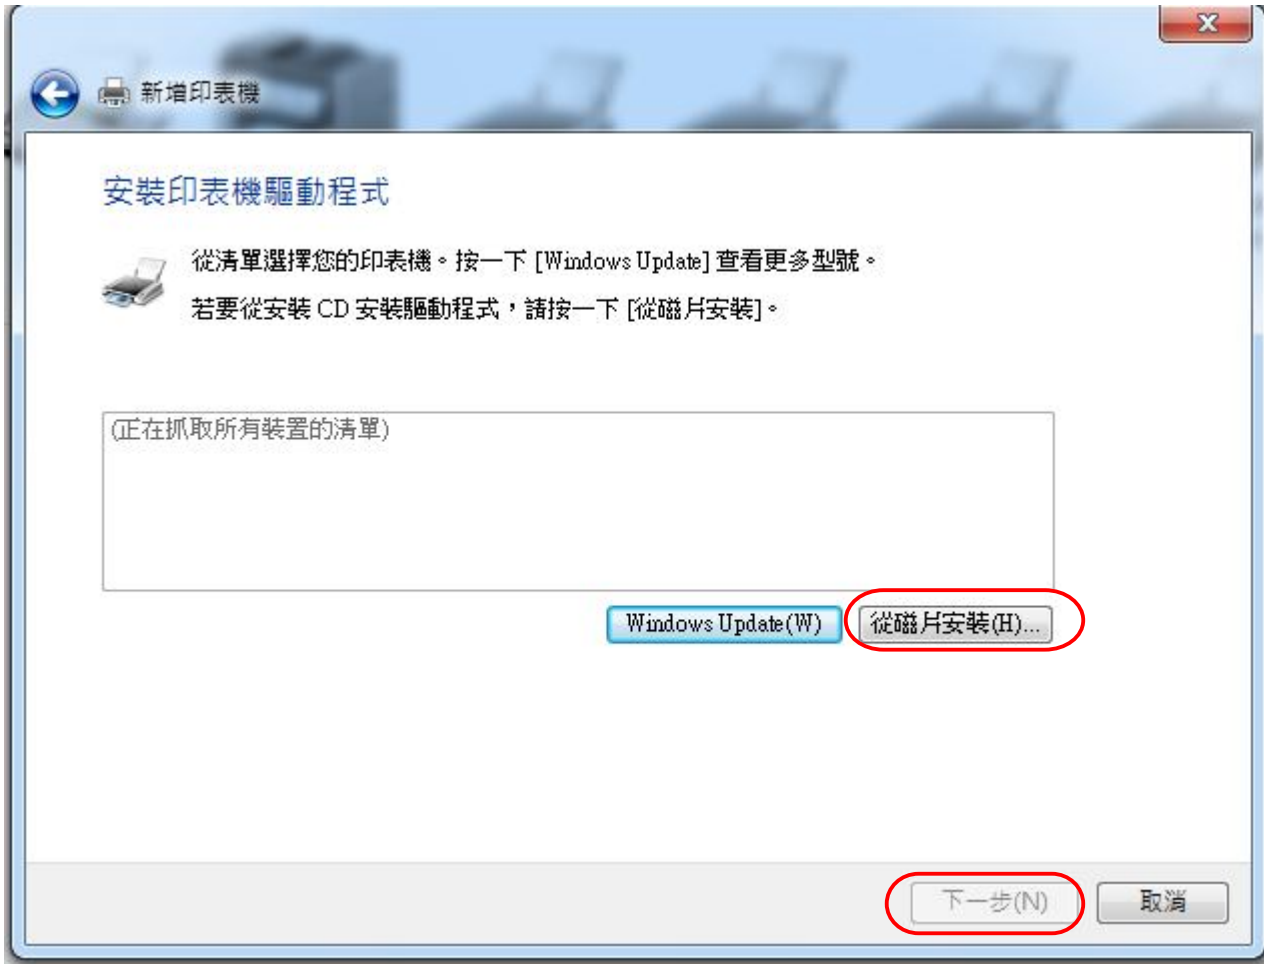 新增印表機
安裝印表機驅動程式
從清單選擇您的印表機。按一下 [Windows Update] 查看更多型號。
若要從安裝 CD 安裝驅動程式，請按一下 [從磁片安裝]。
(正在抓取所有裝置的清單)
Windows Update(W) 從磁片安裝(H)...
下一步(N) 取消